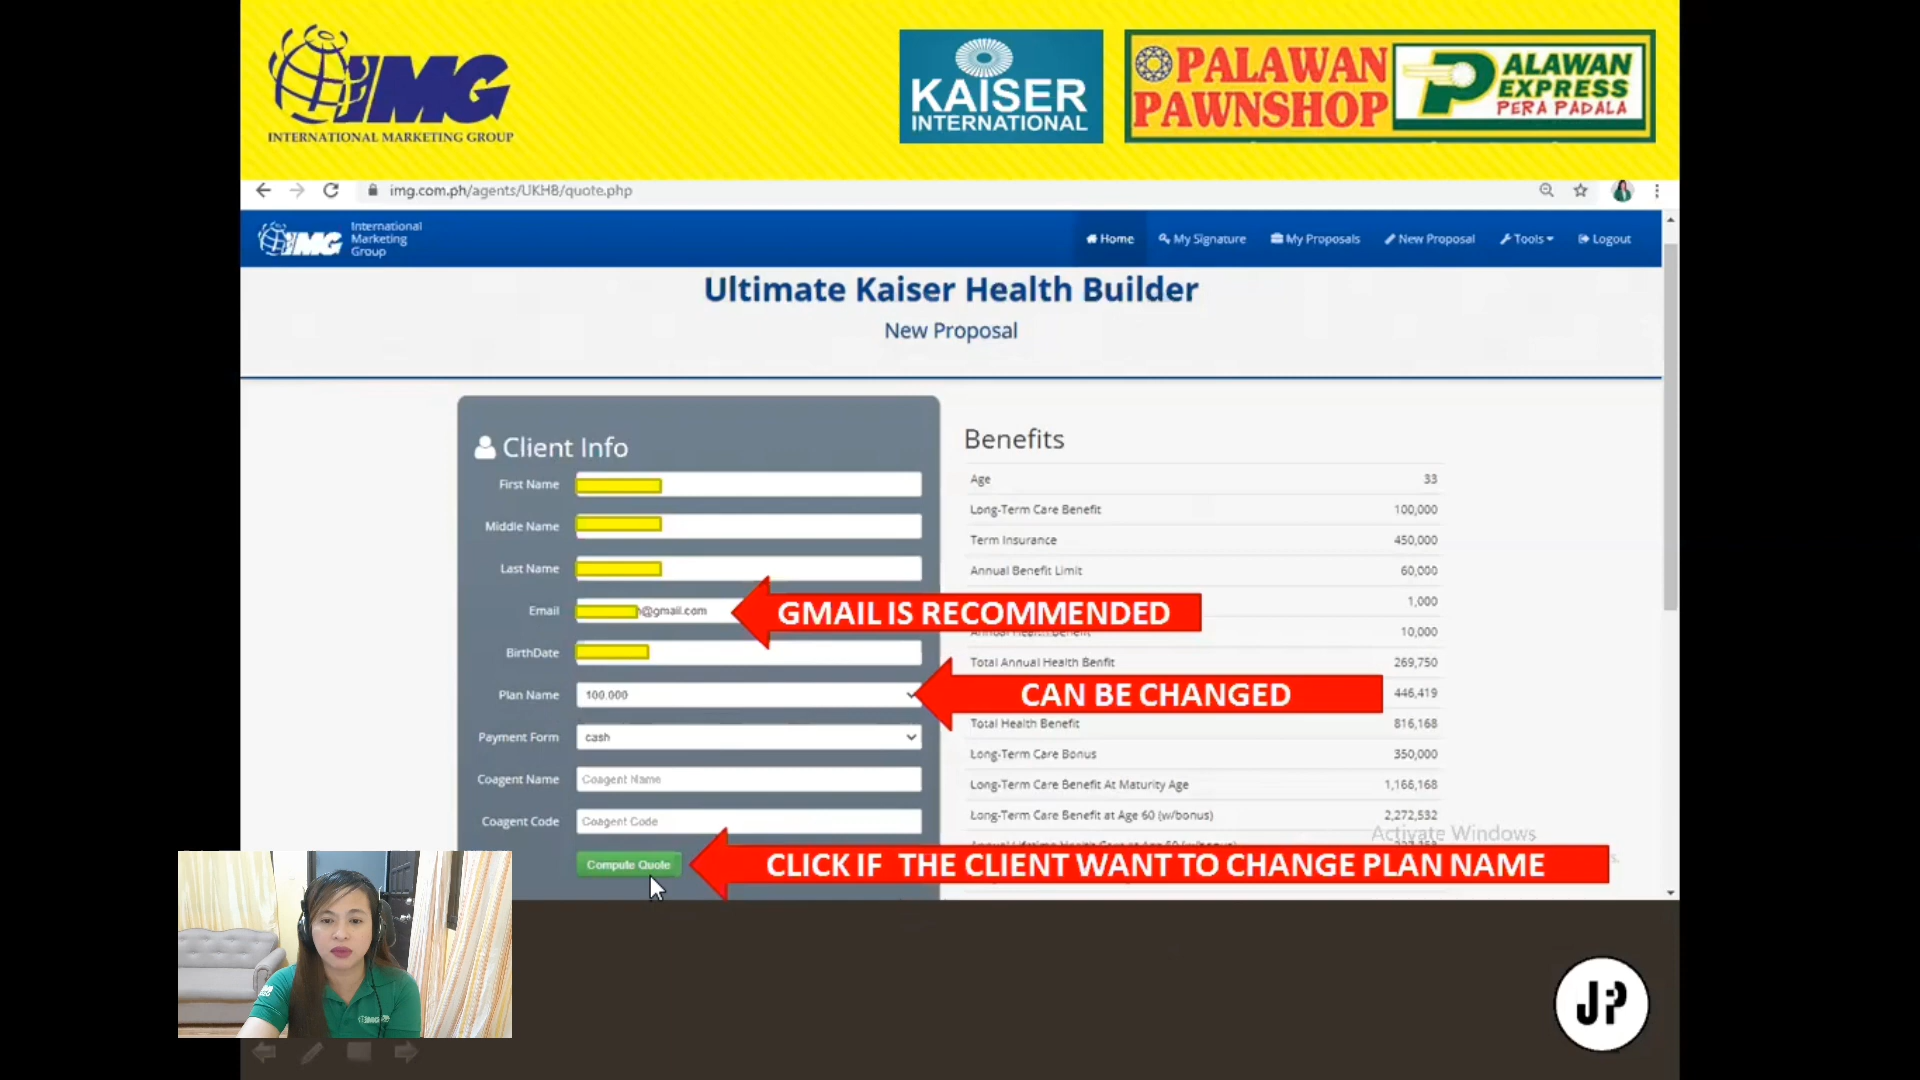 IMG
INTERNATIONAL MARKETING GROUP
KAISER
INTERNATIONAL
PALAWAN
PAWNSHOP
PALAWAN
EXPRESS
PERA PADALA
img.com.ph/agents/UKHB/quote.php
IMG International
Marketing
Group
Home My Signature My Proposals New Proposal Tools Logout
Ultimate Kaiser Health Builder
New Proposal
Client Info
First Name
Middle Name
Last Name
Email @gmail.com
GMAIL IS RECOMMENDED
BirthDate
Plan Name 100,000
CAN BE CHANGED
Payment Form cash
Coagent Name Coagent Name
Coagent Code Coagent Code
Compute Quote
CLICK IF THE CLIENT WANT TO CHANGE PLAN NAME
Benefits
Age 33
Long-Term Care Benefit 100,000
Term Insurance 450,000
Annual Benefit Limit 60,000
1,000
Annual Health Benefit 10,000
Total Annual Health Benfit 269,750
446,419
Total Health Benefit 816,168
Long-Term Care Bonus 350,000
Long-Term Care Benefit At Maturity Age 1,166,168
Long-Term Care Benefit at Age 60 (w/bonus) 2,272,532
Activate Windows
JP